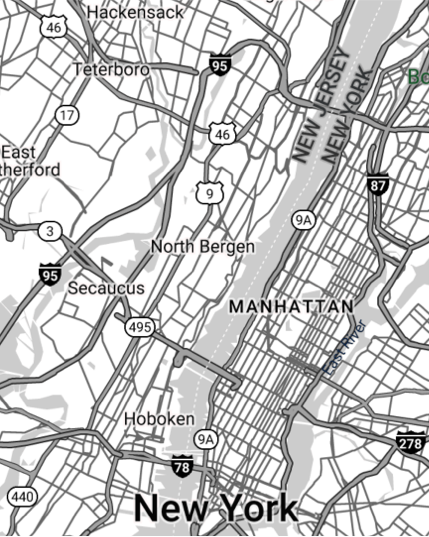 Hackensack
46
95
Teterboro
Bo
NEW JERSEY
NEW YORK
17
46
East
therford
87
9
9A
3
North Bergen
95
Secaucus
MANHATTAN
495
East River
Hoboken
9A
278
78
440
New York